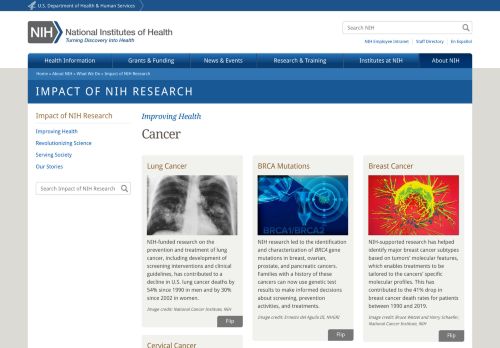 U.S. Department of Health & Human Services
Search NIH
NIH National Institutes of Health
Turning Discovery Into Health
NIH Employee Intranet | Staff Directory | En Español
Health Information
Grants & Funding
News & Events
Research & Training
Institutes at NIH
About NIH
Home » About NIH » What We Do » Impact of NIH Research
IMPACT OF NIH RESEARCH
Impact of NIH Research
Improving Health
Revolutionizing Science
Serving Society
Our Stories
Search Impact of NIH Research
Improving Health
Cancer
Lung Cancer
NIH-funded research on the
prevention and treatment of lung
cancer, including development of
screening interventions and clinical
guidelines, has contributed to a
decline in U.S. lung cancer deaths by
54% since 1990 in men and by 30%
since 2002 in women.
Image credit: National Cancer Institute, NIH
Flip
BRCA Mutations
BRCA1/BRCA2
NIH research led to the identification
and characterization of BRCA gene
mutations in breast, ovarian,
prostate, and pancreatic cancers.
Families with a history of these
cancers can now use genetic test
results to make informed decisions
about screening, prevention
activities, and treatments.
Image credit: Ernesto del Aguila III, NHGRI
Flip
Breast Cancer
NIH-supported research has helped
identify major breast cancer subtypes
based on tumors' molecular features,
which enables treatments to be
tailored to the cancers' specific
molecular profiles. This has
contributed to the 41% drop in
breast cancer death rates for patients
between 1990 and 2019.
Image credit: Bruce Wetzel and Harry Schaefer,
National Cancer Institute, NIH
Flip
Cervical Cancer